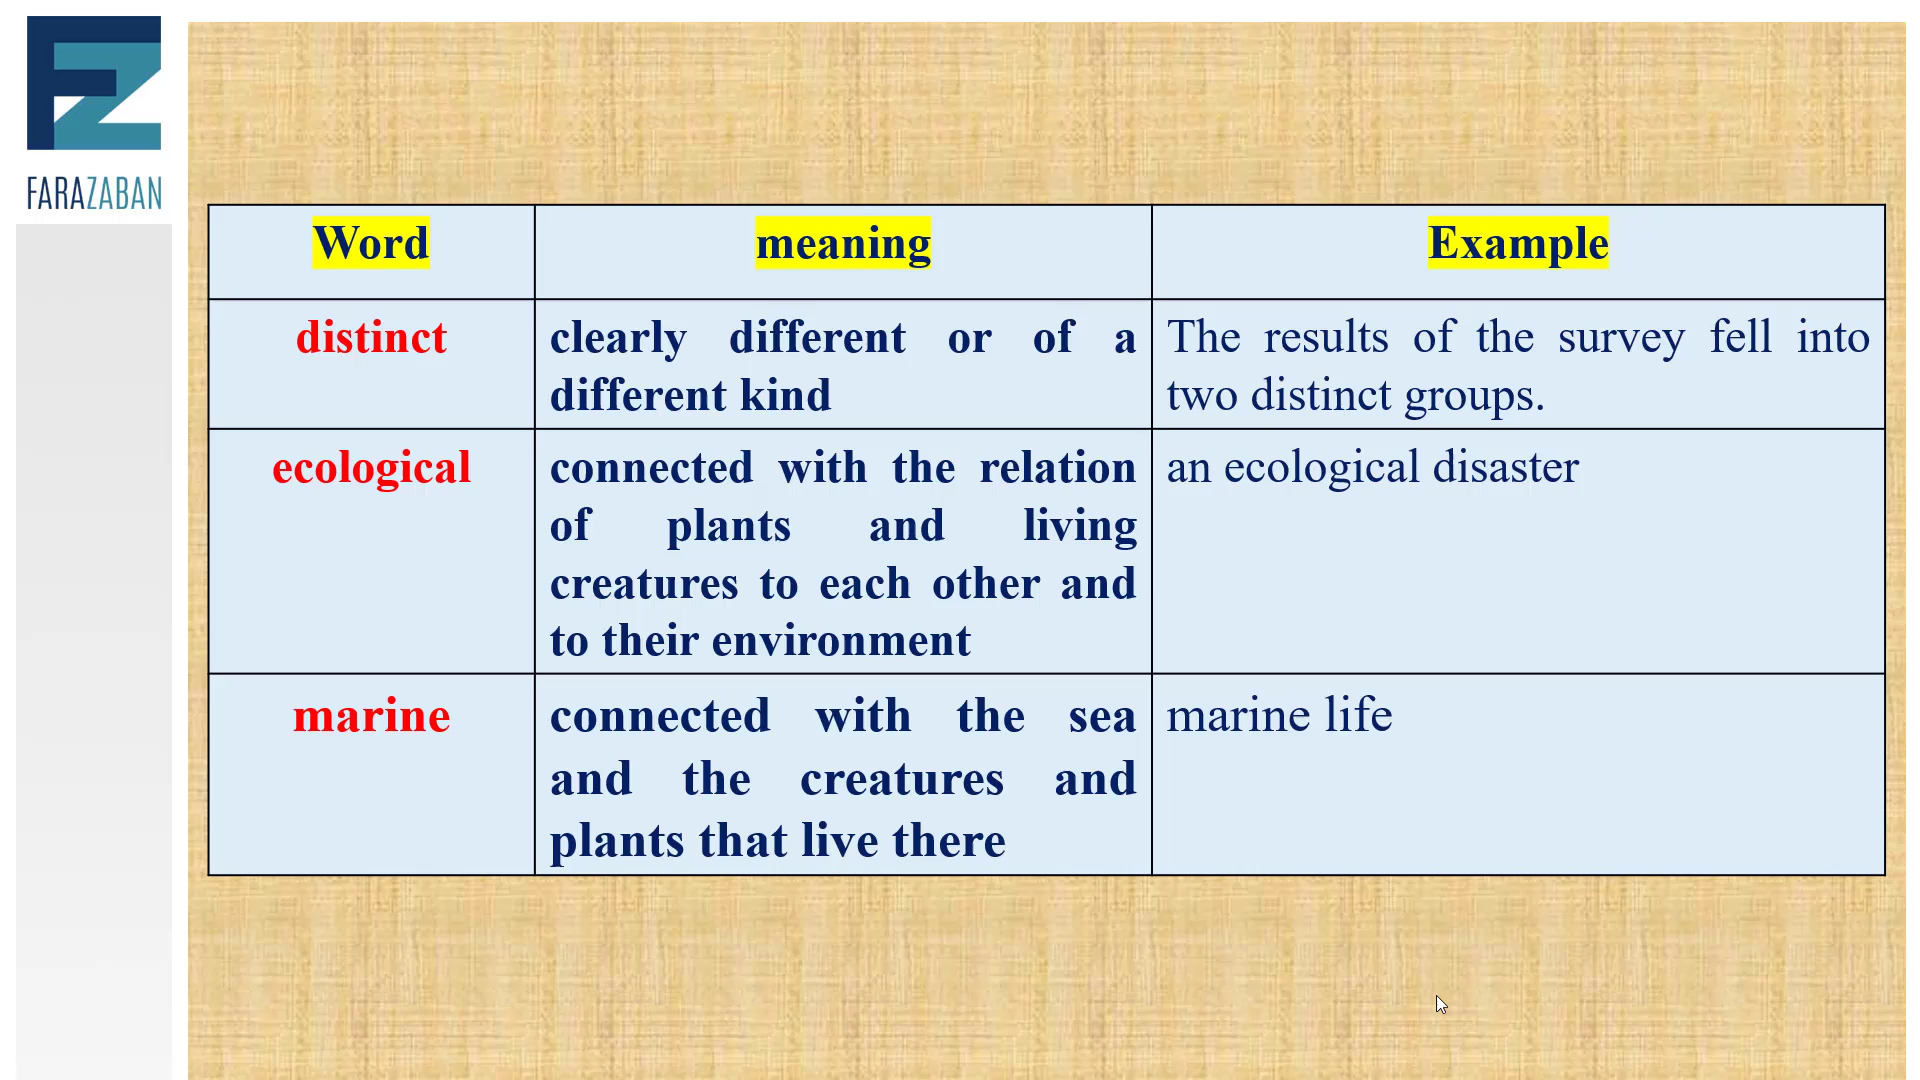 FARAZABAN
Word
meaning
Example
distinct
clearly different or of a
different kind
The results of the survey fell into
two distinct groups.
ecological
connected with the relation
of plants and living
creatures to each other and
to their environment
an ecological disaster
marine
connected with the sea
and the creatures and
plants that live there
marine life